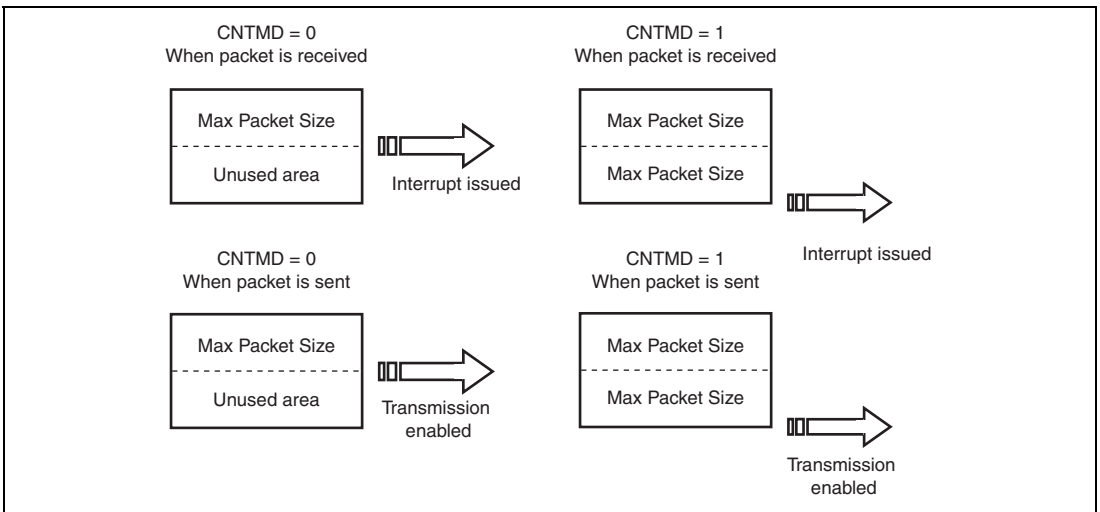 CNTMD = 0
When packet is received
Max Packet Size
Unused area
Interrupt issued
CNTMD = 1
When packet is received
Max Packet Size
Max Packet Size
Interrupt issued
CNTMD = 0
When packet is sent
Max Packet Size
Unused area
Transmission
enabled
CNTMD = 1
When packet is sent
Max Packet Size
Max Packet Size
Transmission
enabled